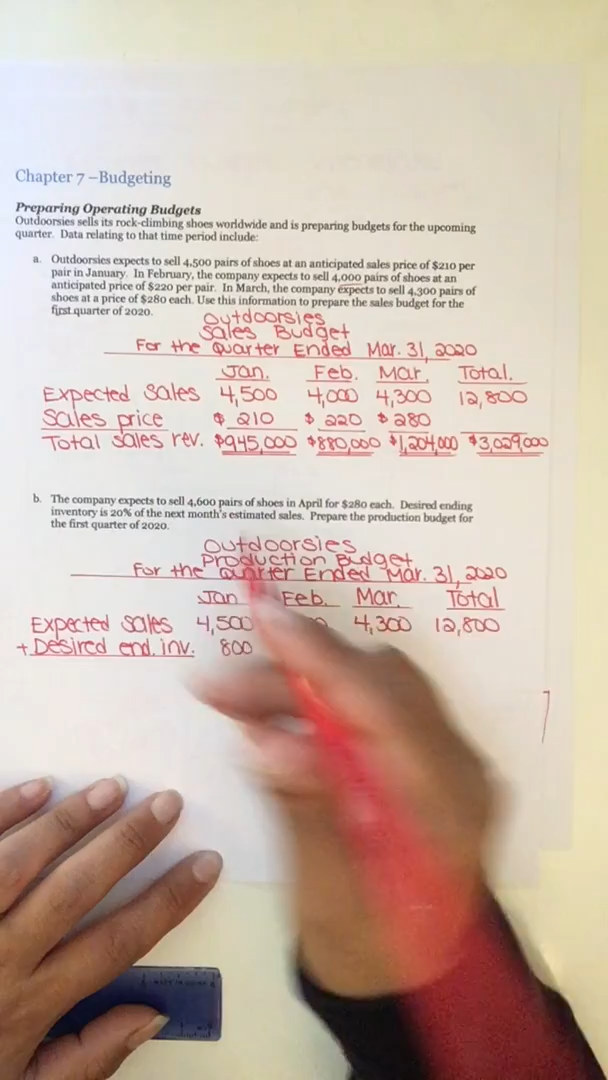 Chapter 7 –Budgeting
Preparing Operating Budgets
Outdoorsies sells its rock-climbing shoes worldwide and is preparing budgets for the upcoming
quarter. Data relating to that time period include:
a. Outdoorsies expects to sell 4,500 pairs of shoes at an anticipated sales price of $210 per
pair in January. In February, the company expects to sell 4,000 pairs of shoes at an
anticipated price of $220 per pair. In March, the company expects to sell 4,300 pairs of
shoes at a price of $280 each. Use this information to prepare the sales budget for the
first quarter of 2020.
Outdoorsies
Sales Budget
For the Quarter Ended Mar. 31, 2020
Jan. Feb. Mar. Total.
Expected Sales 4,500 4,000 4,300 12,800
Sales price $ 210 $ 220 $ 280
Total sales rev. $945,000 $880,000 $1,204,000 $3,029,000
b. The company expects to sell 4,600 pairs of shoes in April for $280 each. Desired ending
inventory is 20% of the next month's estimated sales. Prepare the production budget for
the first quarter of 2020.
Outdoorsies
Production Budget
For the Quarter Ended Mar. 31, 2020
Jan Feb. Mar. Total
Expected Sales 4,500 4,300 12,800
+ Desired end. inv. 800